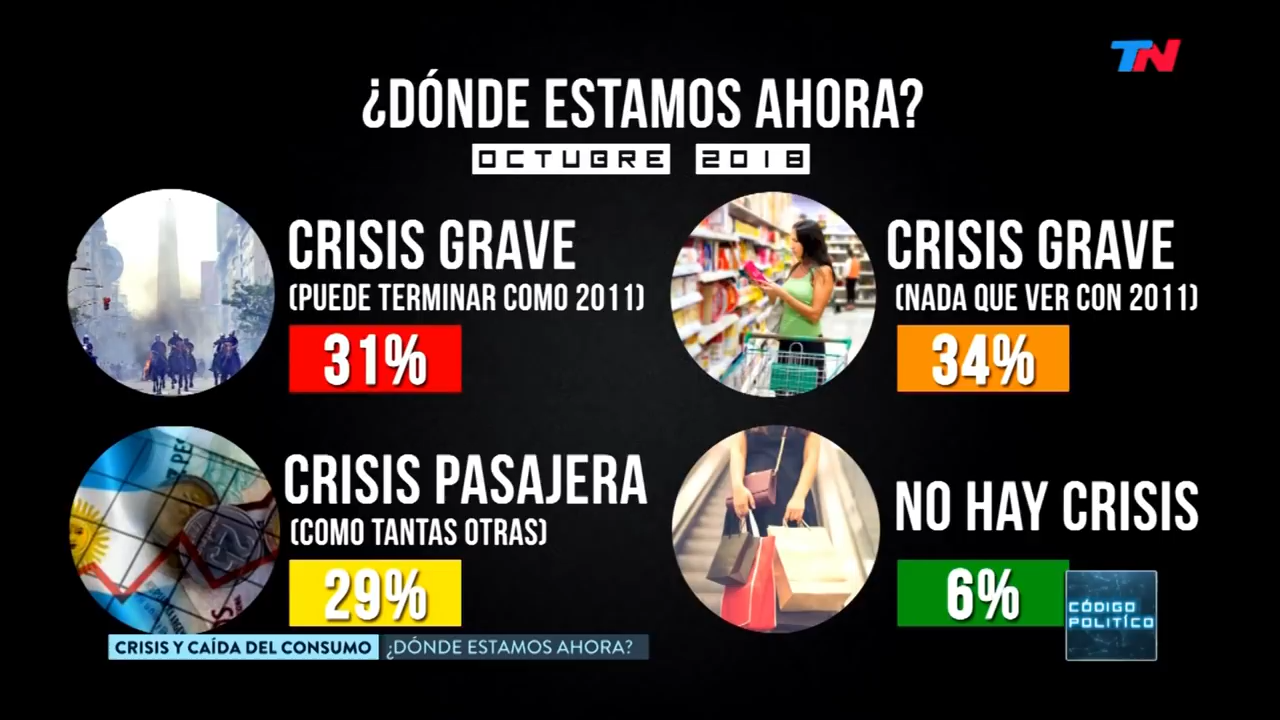 TN
¿DÓNDE ESTAMOS AHORA?
OCTUBRE 2018
CRISIS GRAVE
(PUEDE TERMINAR COMO 2011)
31%
CRISIS GRAVE
(NADA QUE VER CON 2011)
34%
CRISIS PASAJERA
(COMO TANTAS OTRAS)
29%
NO HAY CRISIS
6%
CÓDIGO
POLITÍCO
CRISIS Y CAÍDA DEL CONSUMO ¿DÓNDE ESTAMOS AHORA?